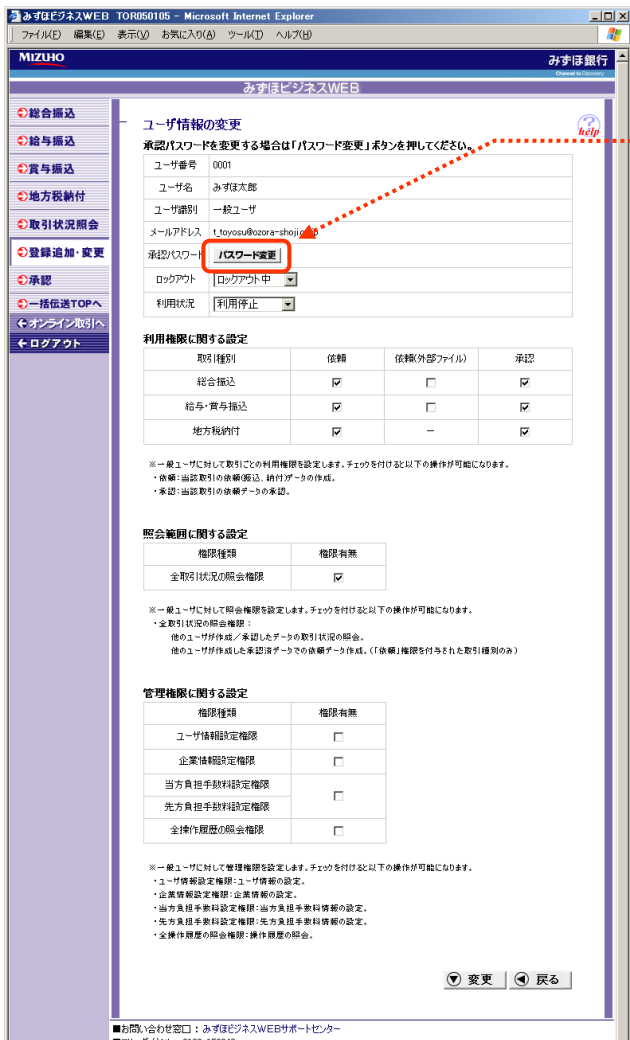 みずほビジネスWEB TOR050105 - Microsoft Internet Explorer
ファイル(F) 編集(E) 表示(V) お気に入り(A) ツール(T) ヘルプ(H)
MIZUHO
みずほ銀行
Channel to Discovery
みずほビジネスWEB
総合振込
給与振込
賞与振込
地方税納付
取引状況照会
登録追加・変更
承認
一括伝送TOPへ
オンライン取引へ
ログアウト
ユーザ情報の変更
help
承認パスワードを変更する場合は「パスワード変更」ボタンを押してください。
ユーザ番号 0001
ユーザ名 みずほ太郎
ユーザ識別 一般ユーザ
メールアドレス t_toyosu@ozora-shoji
承認パスワード パスワード変更
ロックアウト ロックアウト中
利用状況 利用停止
利用権限に関する設定
取引種別 依頼 依頼(外部ファイル) 承認
総合振込
給与・賞与振込
地方税納付 －
※一般ユーザに対して取引ごとの利用権限を設定します。チェックを付けると以下の操作が可能になります。
・依頼：当該取引の依頼(振込、納付)データの作成。
・承認：当該取引の依頼データの承認。
照会範囲に関する設定
権限種類 権限有無
全取引状況の照会権限
※一般ユーザに対して照会権限を設定します。チェックを付けると以下の操作が可能になります。
・全取引状況の照会権限：
他のユーザが作成／承認したデータの取引状況の照会。
他のユーザが作成した承認済データでの依頼データ作成。(「依頼」権限を付与された取引種別のみ)
管理権限に関する設定
権限種類 権限有無
ユーザ情報設定権限
企業情報設定権限
当方負担手数料設定権限
先方負担手数料設定権限
全操作履歴の照会権限
※一般ユーザに対して管理権限を設定します。チェックを付けると以下の操作が可能になります。
・ユーザ情報設定権限：ユーザ情報の設定。
・企業情報設定権限：企業情報の設定。
・当方負担手数料設定権限：当方負担手数料情報の設定。
・先方負担手数料設定権限：先方負担手数料情報の設定。
・全操作履歴の照会権限：操作履歴の照会。
変更 戻る
■お問い合わせ窓口：みずほビジネスWEBサポートセンター